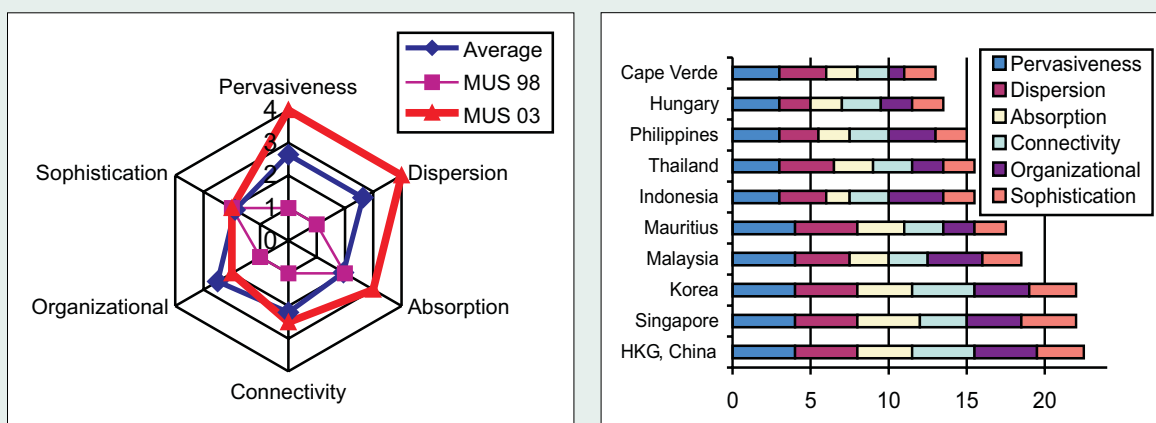 Average
MUS 98
MUS 03
Pervasiveness
4
3
2
1
0
Sophistication
Dispersion
Organizational
Absorption
Connectivity
Cape Verde
Hungary
Philippines
Thailand
Indonesia
Mauritius
Malaysia
Korea
Singapore
HKG, China
Pervasiveness
Dispersion
Absorption
Connectivity
Organizational
Sophistication
0 5 10 15 20